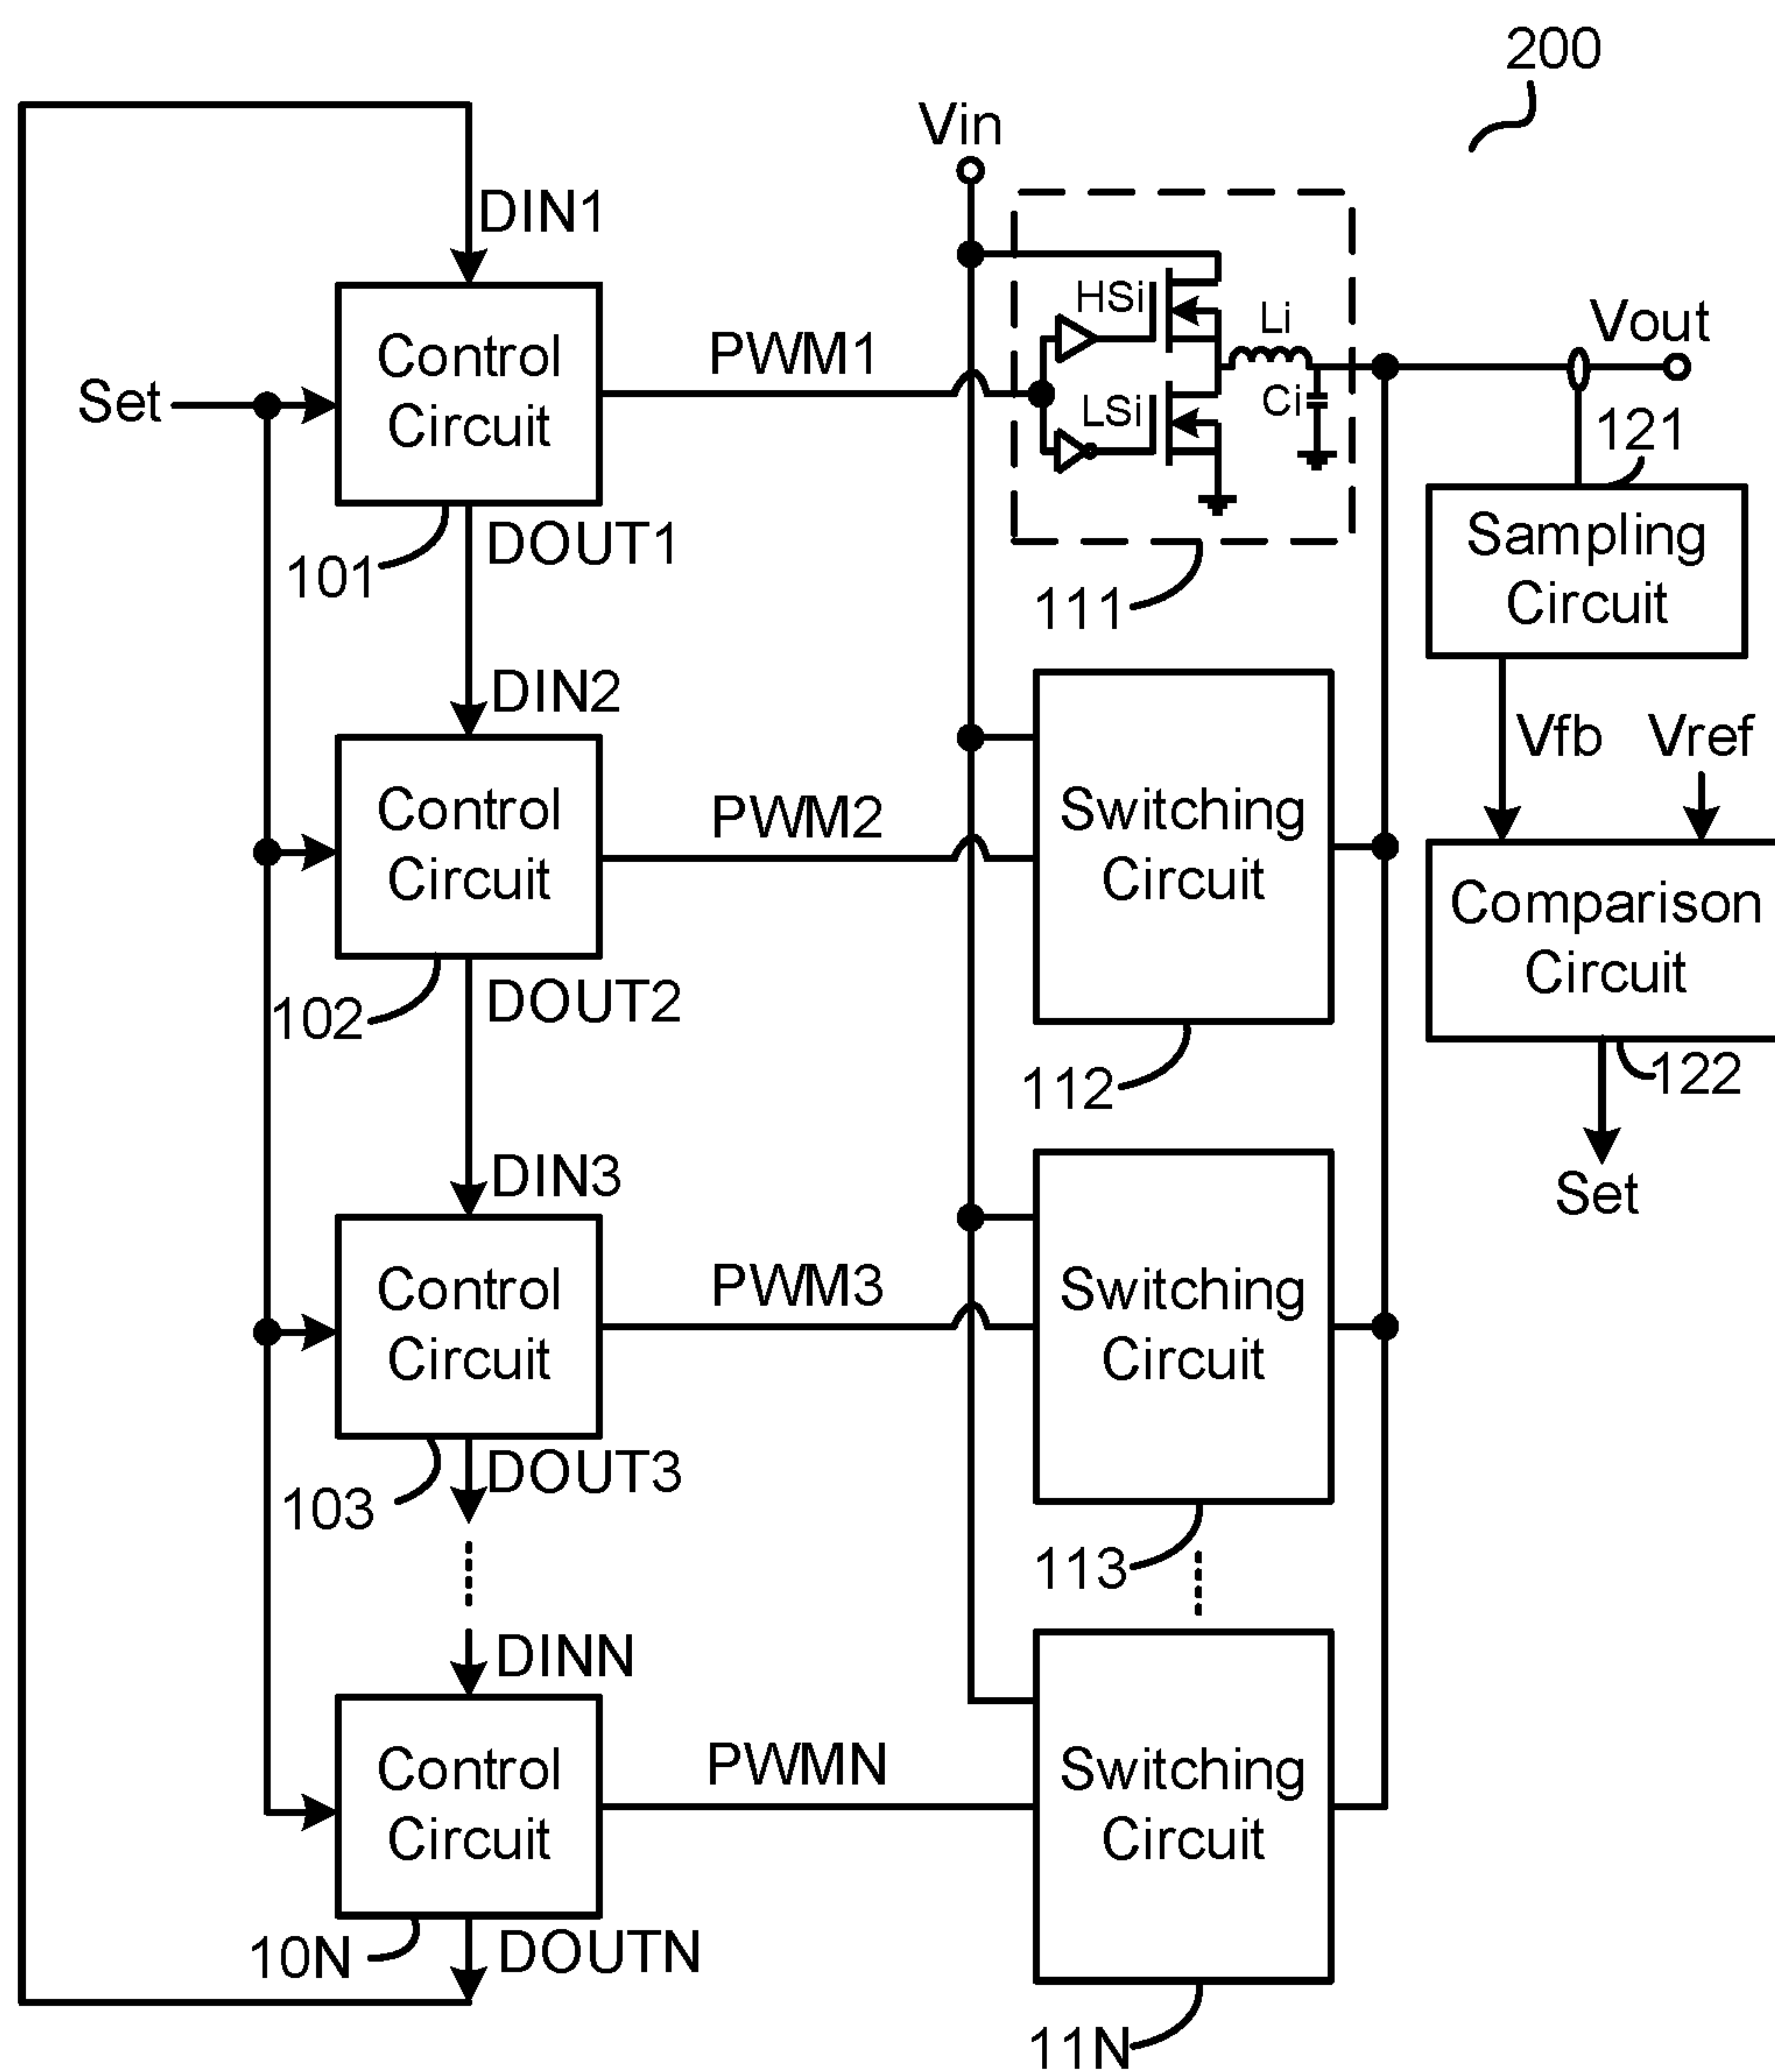 200
Vin
DIN1
HSi
Li
Vout
Control
Circuit
PWM1
Set
LSi
Ci
121
101
DOUT1
111
Sampling
Circuit
DIN2
Vfb
Vref
Control
Circuit
PWM2
Switching
Circuit
Comparison
Circuit
102
DOUT2
112
122
Set
DIN3
Control
Circuit
PWM3
Switching
Circuit
103
DOUT3
113
DINN
Control
Circuit
PWMN
Switching
Circuit
10N
DOUTN
11N